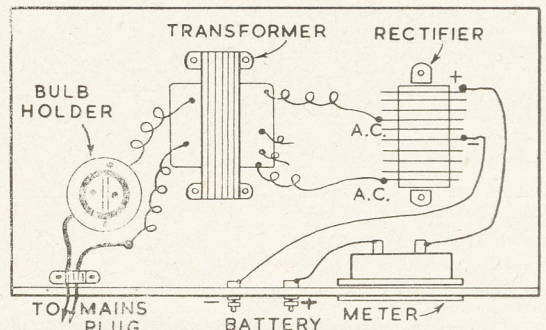 TRANSFORMER
RECTIFIER
BULB
HOLDER
+
A.C.
-
A.C.
- +
TO MAINS
PLUG
BATTERY
METER